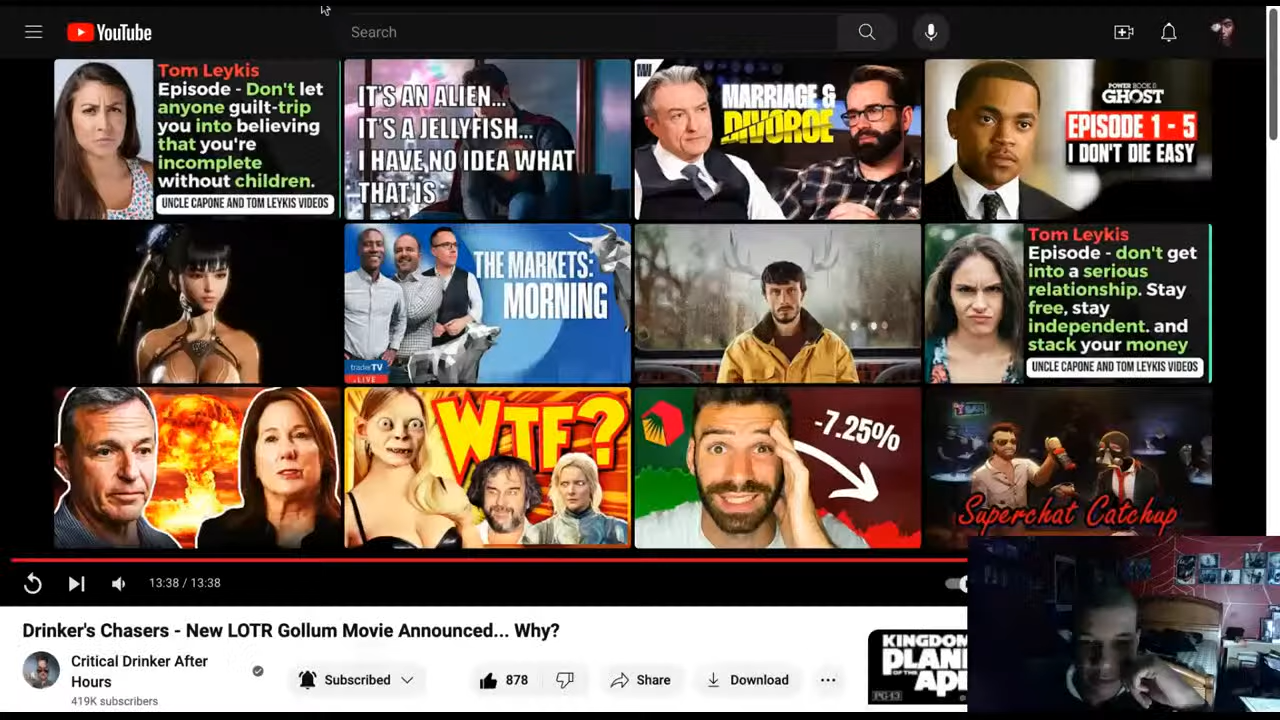 YouTube
Search
Tom Leykis
Episode - Don't let
anyone guilt-trip
you into believing
that you're
incomplete
without children.
UNCLE CAPONE AND TOM LEYKIS VIDEOS
IT'S AN ALIEN...
IT'S A JELLYFISH...
I HAVE NO IDEA WHAT
THAT IS
MARRIAGE &
DIVORCE
POWER BOOK II
GHOST
EPISODE 1 - 5
I DON'T DIE EASY
THE MARKETS:
MORNING
traderTV
LIVE
Tom Leykis
Episode - don't get
into a serious
relationship. Stay
free, stay
independent. and
stack your money
UNCLE CAPONE AND TOM LEYKIS VIDEOS
WTF?
-7.25%
Superchat Catchup
13:38 / 13:38
Drinker's Chasers - New LOTR Gollum Movie Announced... Why?
Critical Drinker After
Hours
419K subscribers
Subscribed
878
Share
Download
KINGDOM
PLAN
OF THE
AP
PG-13